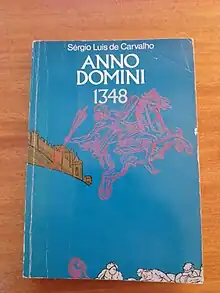 Sérgio Luís de Carvalho
ANNO
DOMINI
1348